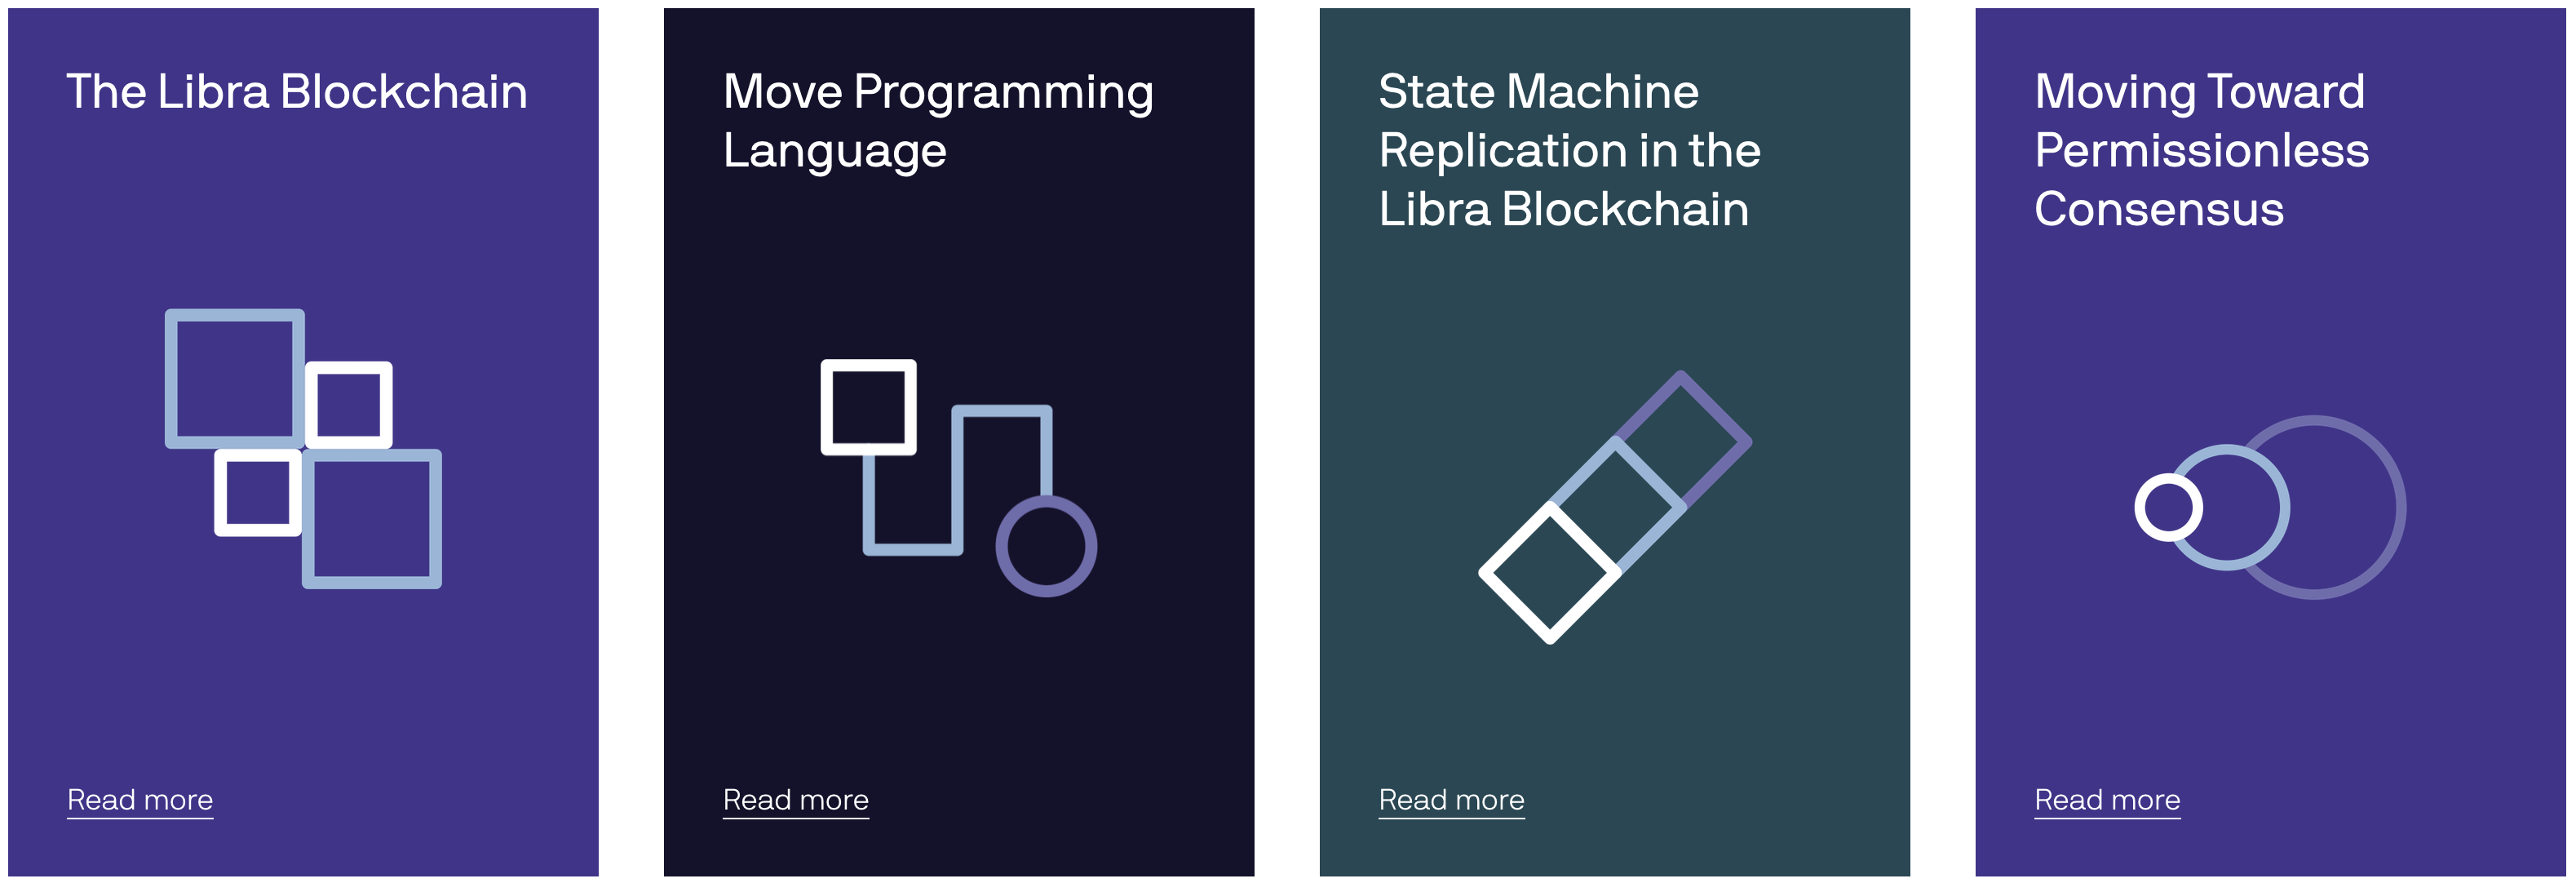 The Libra Blockchain
Read more
Move Programming
Language
Read more
State Machine
Replication in the
Libra Blockchain
Read more
Moving Toward
Permissionless
Consensus
Read more